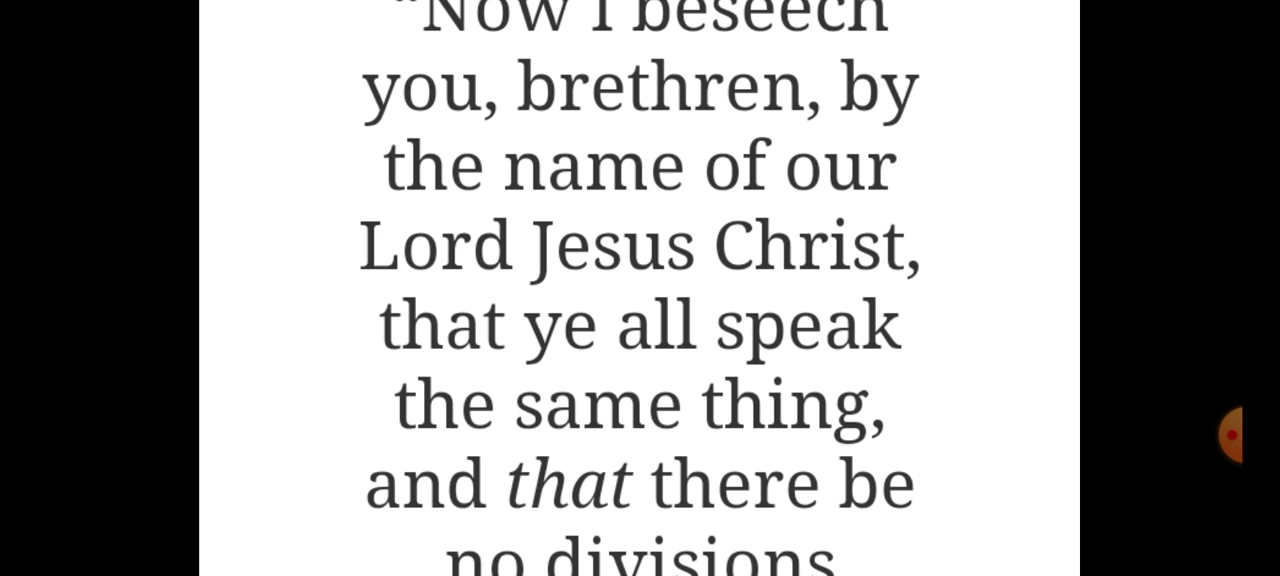 “Now I beseech
you, brethren, by
the name of our
Lord Jesus Christ,
that ye all speak
the same thing,
and that there be
no divisions